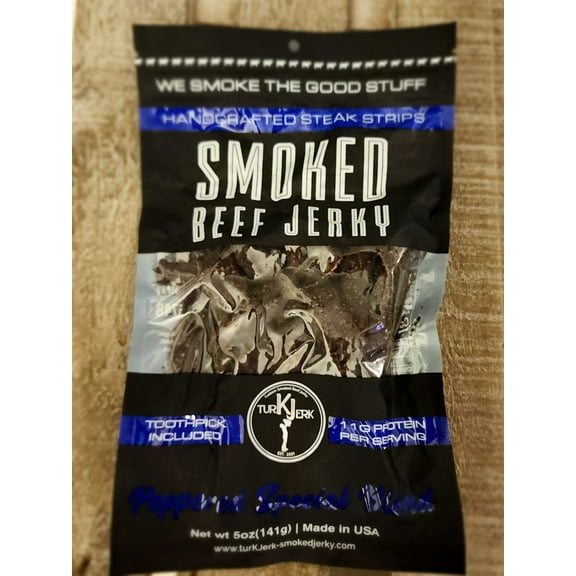 WE SMOKE THE GOOD STUFF
HANDCRAFTED STEAK STRIPS
SMOKED
BEEF JERKY
TURKJERK
TOOTHPICK
INCLUDED
11G PROTEIN
PER SERVING
Peppered Special Blend
Net wt 5oz(141g) | Made in USA
www.turKJerk-smokedjerky.com